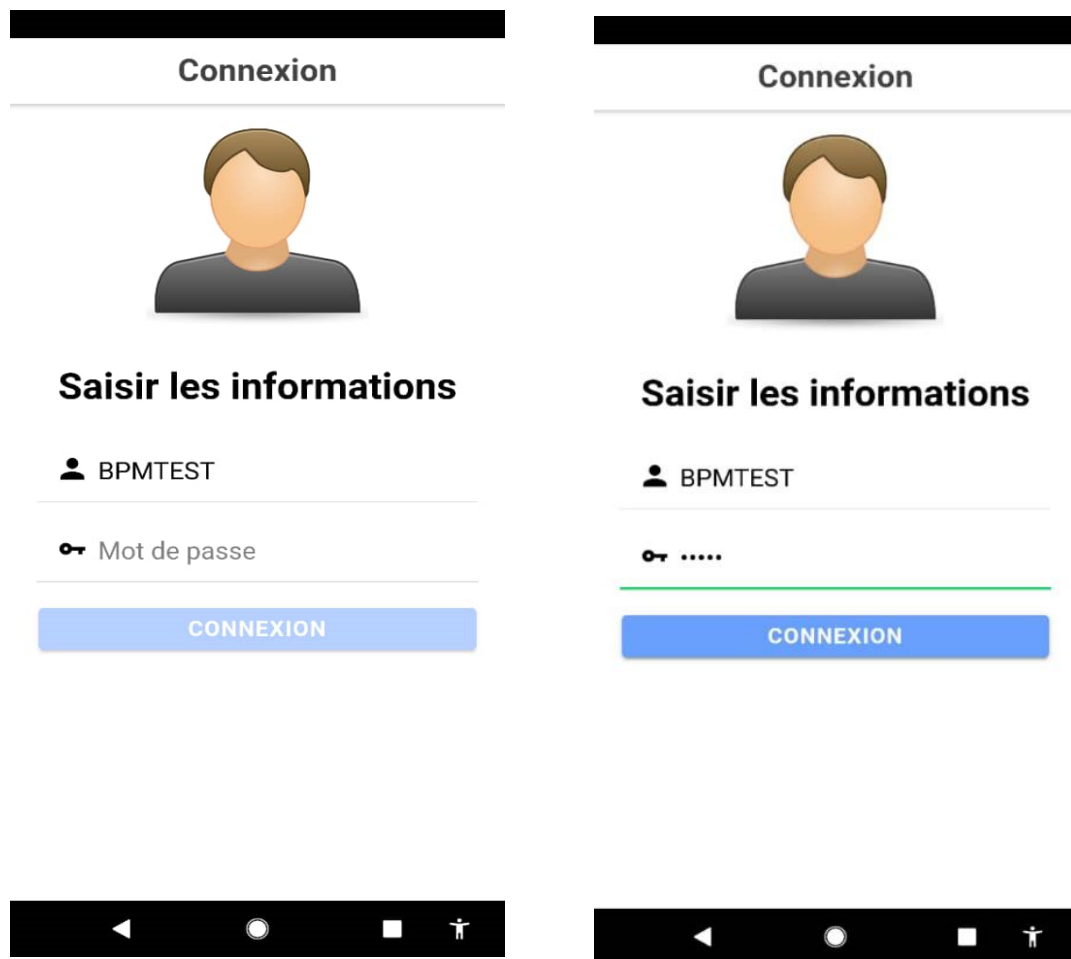 Connexion
Saisir les informations
BPMTEST
Mot de passe
CONNEXION
Connexion
Saisir les informations
BPMTEST
•••••
CONNEXION